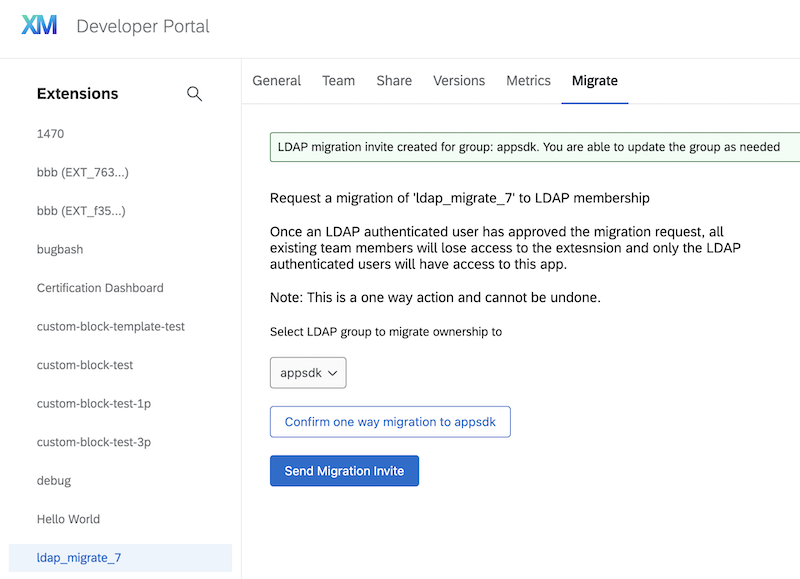 XM Developer Portal
Extensions
1470
bbb (EXT_763...)
bbb (EXT_f35...)
bugbash
Certification Dashboard
custom-block-template-test
custom-block-test
custom-block-test-1p
custom-block-test-3p
debug
Hello World
ldap_migrate_7
General Team Share Versions Metrics Migrate
LDAP migration invite created for group: appsdk. You are able to update the group as needed
Request a migration of 'ldap_migrate_7' to LDAP membership
Once an LDAP authenticated user has approved the migration request, all
existing team members will lose access to the extesnsion and only the LDAP
authenticated users will have access to this app.
Note: This is a one way action and cannot be undone.
Select LDAP group to migrate ownership to
appsdk
Confirm one way migration to appsdk
Send Migration Invite